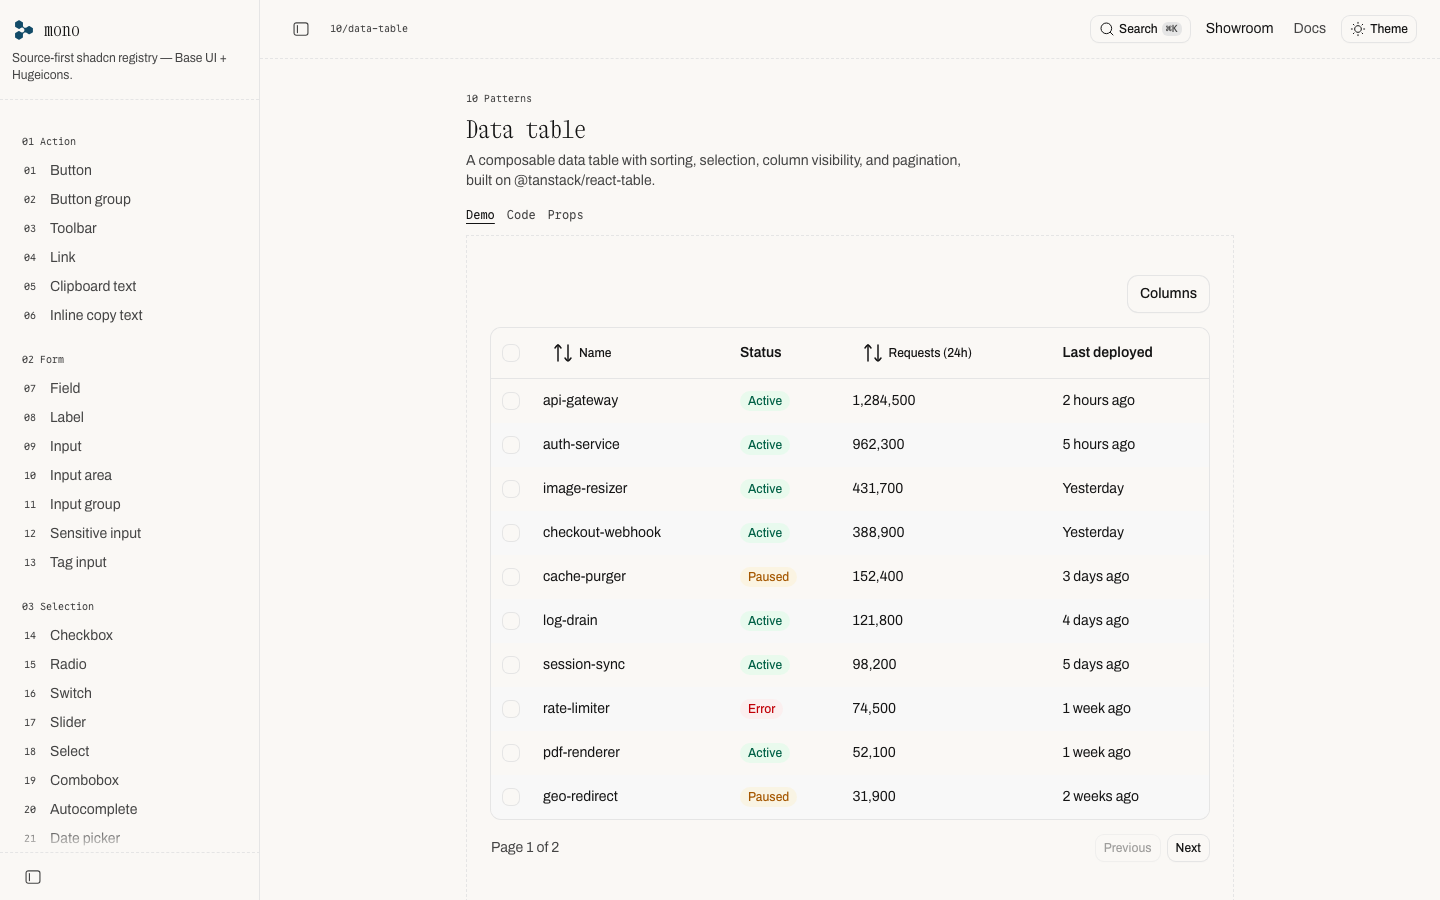 mono
Source-first shadcn registry — Base UI +
Hugeicons.
01 Action
01 Button
02 Button group
03 Toolbar
04 Link
05 Clipboard text
06 Inline copy text
02 Form
07 Field
08 Label
09 Input
10 Input area
11 Input group
12 Sensitive input
13 Tag input
03 Selection
14 Checkbox
15 Radio
16 Switch
17 Slider
18 Select
19 Combobox
20 Autocomplete
21 Date picker
10/data-table
Search ⌘K
Showroom
Docs
Theme
10 Patterns
Data table
A composable data table with sorting, selection, column visibility, and pagination,
built on @tanstack/react-table.
Demo Code Props
Columns
Name Status Requests (24h) Last deployed
api-gateway Active 1,284,500 2 hours ago
auth-service Active 962,300 5 hours ago
image-resizer Active 431,700 Yesterday
checkout-webhook Active 388,900 Yesterday
cache-purger Paused 152,400 3 days ago
log-drain Active 121,800 4 days ago
session-sync Active 98,200 5 days ago
rate-limiter Error 74,500 1 week ago
pdf-renderer Active 52,100 1 week ago
geo-redirect Paused 31,900 2 weeks ago
Page 1 of 2 Previous Next